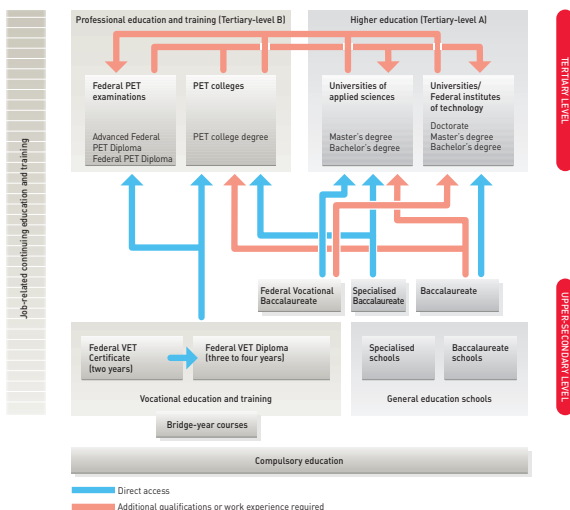 Professional education and training (Tertiary-level B)
Higher education (Tertiary-level A)
Federal PET
examinations
Advanced Federal
PET Diploma
Federal PET Diploma
PET colleges
PET college degree
Universities of
applied sciences
Master's degree
Bachelor's degree
Universities/
Federal institutes
of technology
Doctorate
Master's degree
Bachelor's degree
TERTIARY LEVEL
Job-related continuing education and training
Federal Vocational
Baccalaureate
Specialised
Baccalaureate
Baccalaureate
UPPER-SECONDARY LEVEL
Federal VET
Certificate
(two years)
Federal VET Diploma
(three to four years)
Specialised
schools
Baccalaureate
schools
Vocational education and training
General education schools
Bridge-year courses
Compulsory education
Direct access
Additional qualifications or work experience required